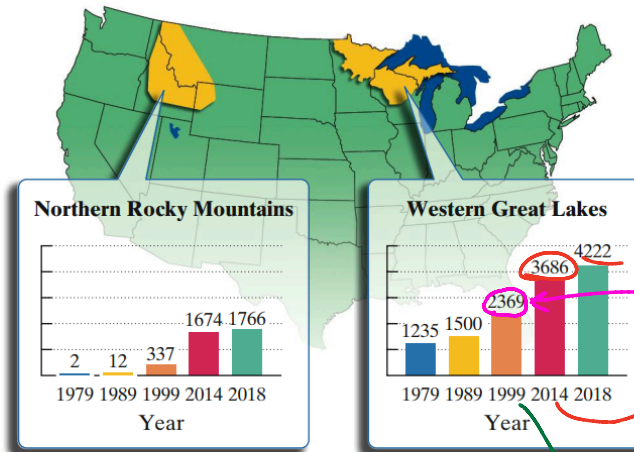 Northern Rocky Mountains
2
12
337
1674
1766
1979 1989 1999 2014 2018
Year
Western Great Lakes
1235
1500
2369
3686
4222
1979 1989 1999 2014 2018
Year